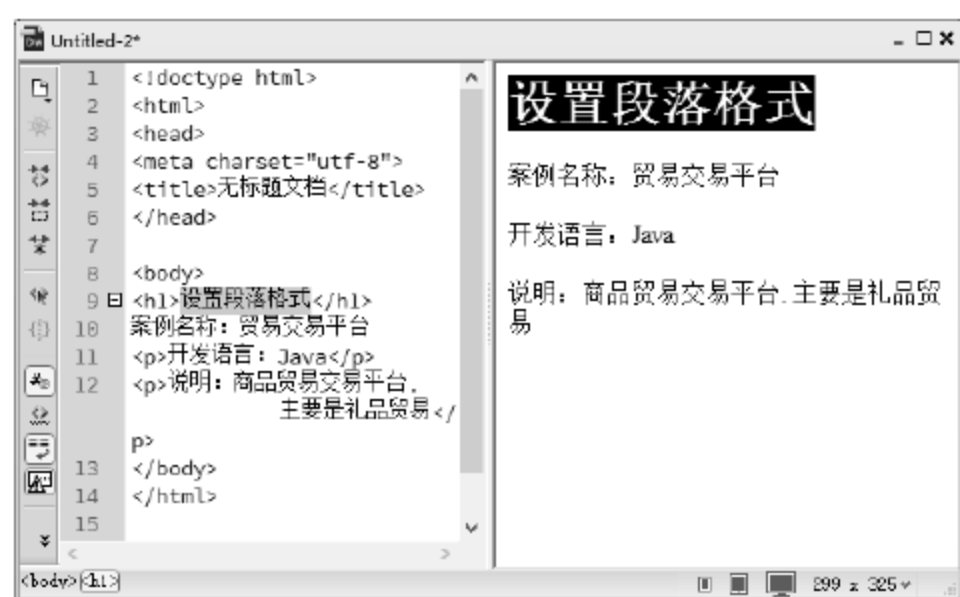 Untitled-2*
1 <!doctype html>
2 <html>
3 <head>
4 <meta charset="utf-8">
5 <title>无标题文档</title>
6 </head>
7
8 <body>
9 <h1>设置段落格式</h1>
10 案例名称：贸易交易平台
11 <p>开发语言：Java</p>
12 <p>说明：商品贸易交易平台.
主要是礼品贸易</
p>
13 </body>
14 </html>
15
设置段落格式
案例名称：贸易交易平台
开发语言：Java
说明：商品贸易交易平台.主要是礼品贸
易
<body><h1>
299 x 325